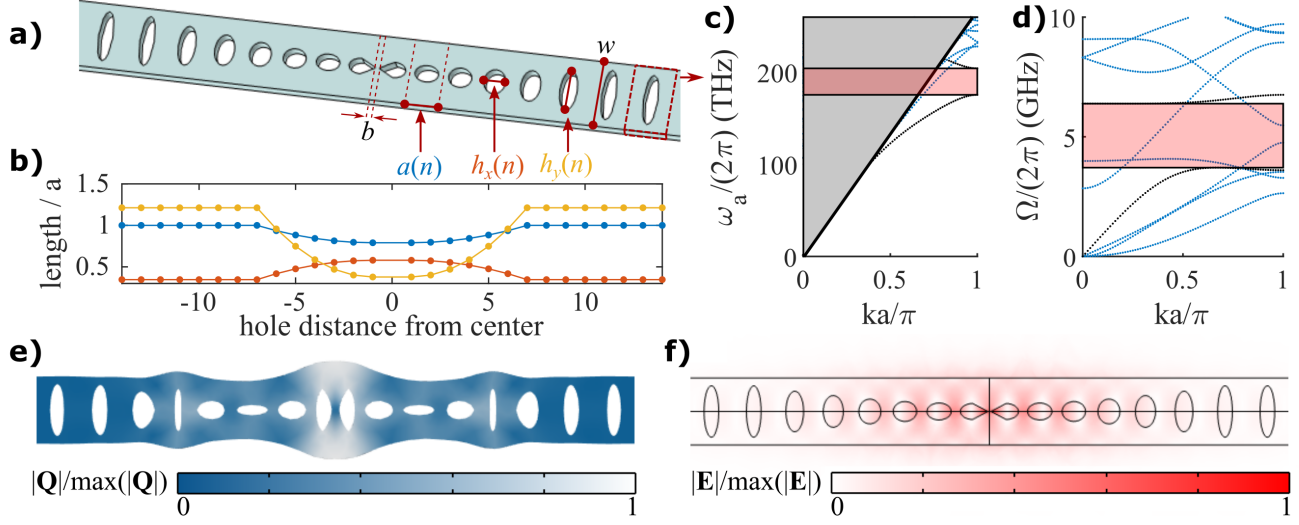 a)
w
b
a(n)
h_x(n)
h_y(n)
b)
length / a
1.5
1
0.5
-10
-5
0
5
10
hole distance from center
c)
ω_a/(2π) (THz)
200
100
0
0
0.5
1
ka/π
d)
Ω/(2π) (GHz)
10
5
0
0
0.5
1
ka/π
e)
|Q|/max(|Q|)
0
1
f)
|E|/max(|E|)
0
1